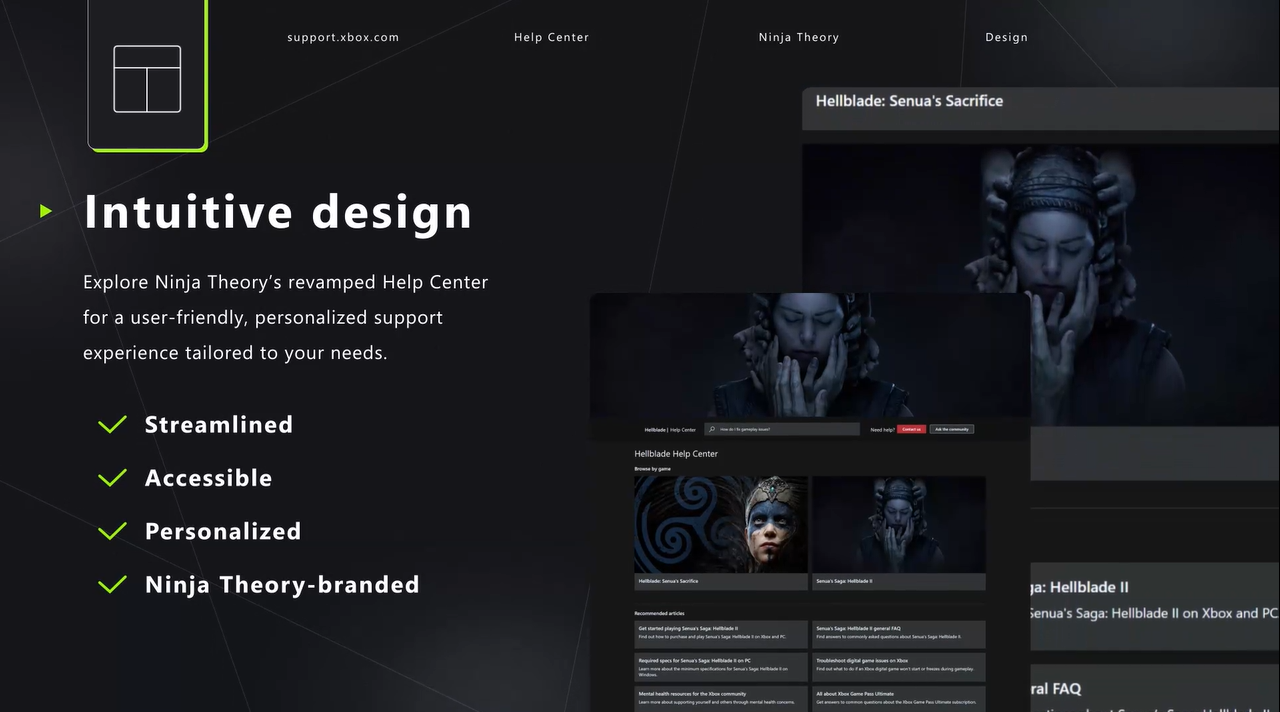 support.xbox.com
Help Center
Ninja Theory
Design
Intuitive design
Explore Ninja Theory’s revamped Help Center
for a user-friendly, personalized support
experience tailored to your needs.
Streamlined
Accessible
Personalized
Ninja Theory-branded
Hellblade: Senua's Sacrifice
Hellblade | Help Center
How do I fix gameplay issues?
Need help?
Contact us
Ask the community
Hellblade Help Center
Browse by game
Hellblade: Senua's Sacrifice
Senua's Saga: Hellblade II
Recommended articles
Get started playing Senua's Saga: Hellblade II
Find out how to purchase and play Senua's Saga: Hellblade II on Xbox and PC.
Senua's Saga: Hellblade II general FAQ
Find answers to commonly asked questions about Senua's Saga: Hellblade II.
Required specs for Senua's Saga: Hellblade II on PC
Learn more about the minimum specifications for Senua's Saga: Hellblade II on
Windows.
Troubleshoot digital game issues on Xbox
Find out what to do if an Xbox digital game won't start or freezes during gameplay.
Mental health resources for the Xbox community
Learn more about supporting yourself and others through mental health concerns.
All about Xbox Game Pass Ultimate
Get answers to common questions about the Xbox Game Pass Ultimate subscription.
ga: Hellblade II
Senua's Saga: Hellblade II on Xbox and PC
ral FAQ